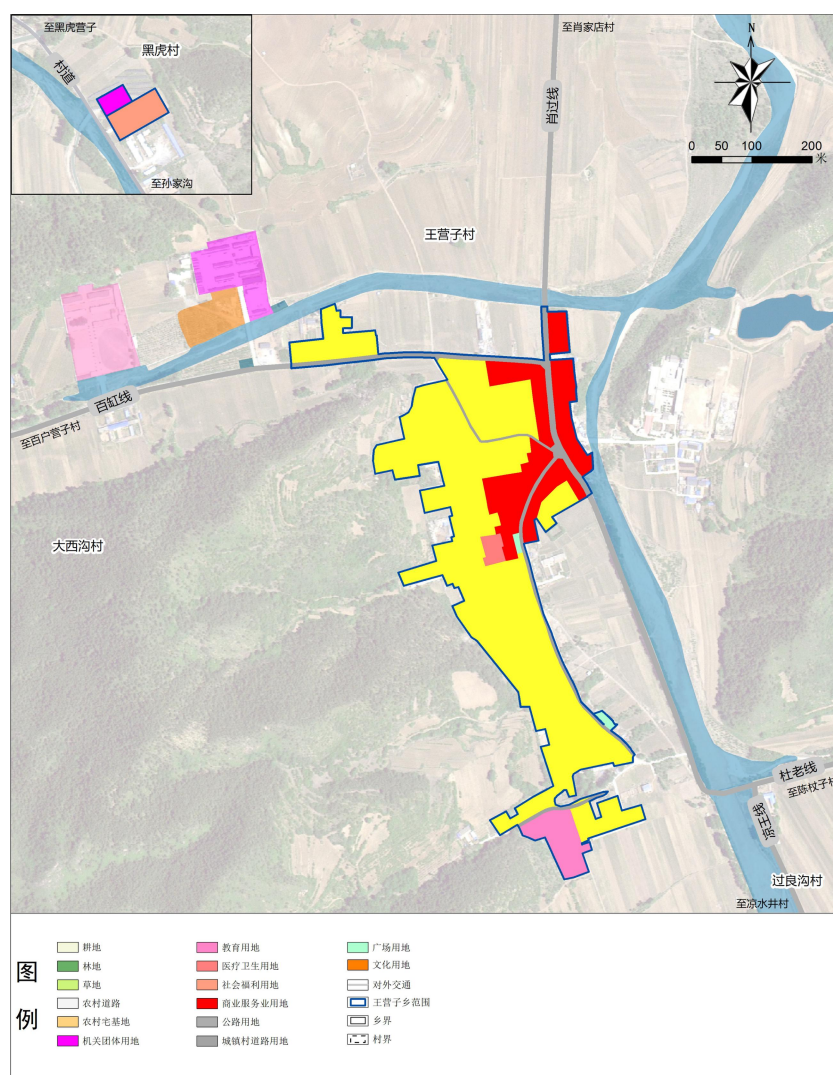 至黑虎营子
黑虎村
村道
至孙家沟
至肖家店村
肖过线
N
0 50 100 200
米
王营子村
百缸线
至百户营子村
大西沟村
杜老线
至陈杖子村
凉王线
过良沟村
至凉水井村
图例
耕地
林地
草地
农村道路
农村宅基地
机关团体用地
教育用地
医疗卫生用地
社会福利用地
商业服务业用地
公路用地
城镇村道路用地
广场用地
文化用地
对外交通
王营子乡范围
乡界
村界